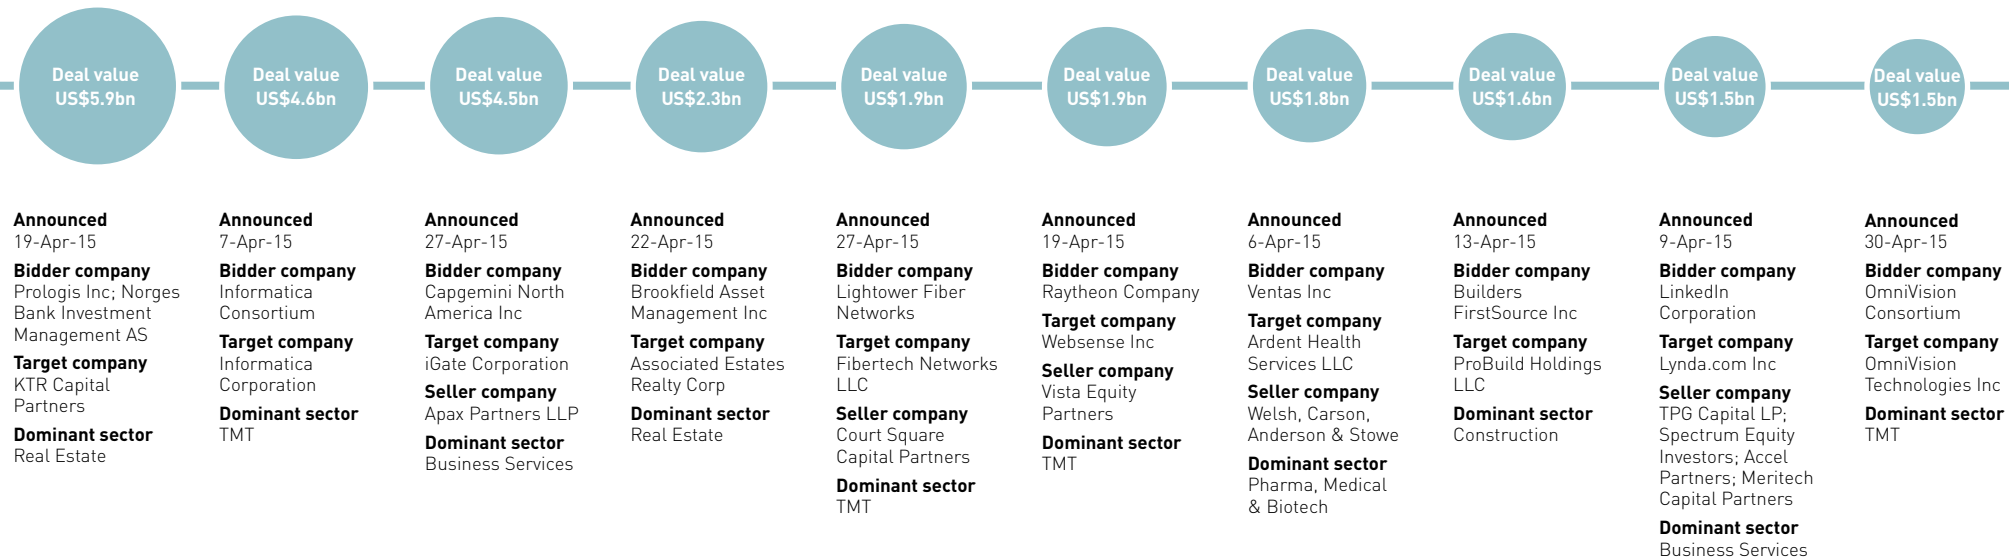 Deal value
US$5.9bn
Deal value
US$4.6bn
Deal value
US$4.5bn
Deal value
US$2.3bn
Deal value
US$1.9bn
Deal value
US$1.9bn
Deal value
US$1.8bn
Deal value
US$1.6bn
Deal value
US$1.5bn
Deal value
US$1.5bn
Announced
19-Apr-15
Bidder company
Prologis Inc; Norges
Bank Investment
Management AS
Target company
KTR Capital
Partners
Dominant sector
Real Estate
Announced
7-Apr-15
Bidder company
Informatica
Consortium
Target company
Informatica
Corporation
Dominant sector
TMT
Announced
27-Apr-15
Bidder company
Capgemini North
America Inc
Target company
iGate Corporation
Seller company
Apax Partners LLP
Dominant sector
Business Services
Announced
22-Apr-15
Bidder company
Brookfield Asset
Management Inc
Target company
Associated Estates
Realty Corp
Dominant sector
Real Estate
Announced
27-Apr-15
Bidder company
Lightower Fiber
Networks
Target company
Fibertech Networks
LLC
Seller company
Court Square
Capital Partners
Dominant sector
TMT
Announced
19-Apr-15
Bidder company
Raytheon Company
Target company
Websense Inc
Seller company
Vista Equity
Partners
Dominant sector
TMT
Announced
6-Apr-15
Bidder company
Ventas Inc
Target company
Ardent Health
Services LLC
Seller company
Welsh, Carson,
Anderson & Stowe
Dominant sector
Pharma, Medical
& Biotech
Announced
13-Apr-15
Bidder company
Builders
FirstSource Inc
Target company
ProBuild Holdings
LLC
Dominant sector
Construction
Announced
9-Apr-15
Bidder company
LinkedIn
Corporation
Target company
Lynda.com Inc
Seller company
TPG Capital LP;
Spectrum Equity
Investors; Accel
Partners; Meritech
Capital Partners
Dominant sector
Business Services
Announced
30-Apr-15
Bidder company
OmniVision
Consortium
Target company
OmniVision
Technologies Inc
Dominant sector
TMT